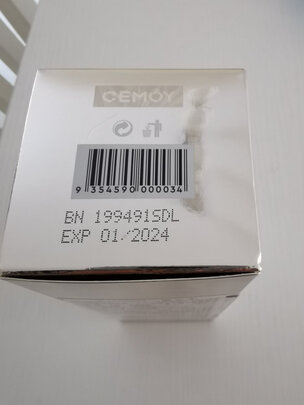 CEMOY
9 354590 000034
BN 199491SDL
EXP 01/2024